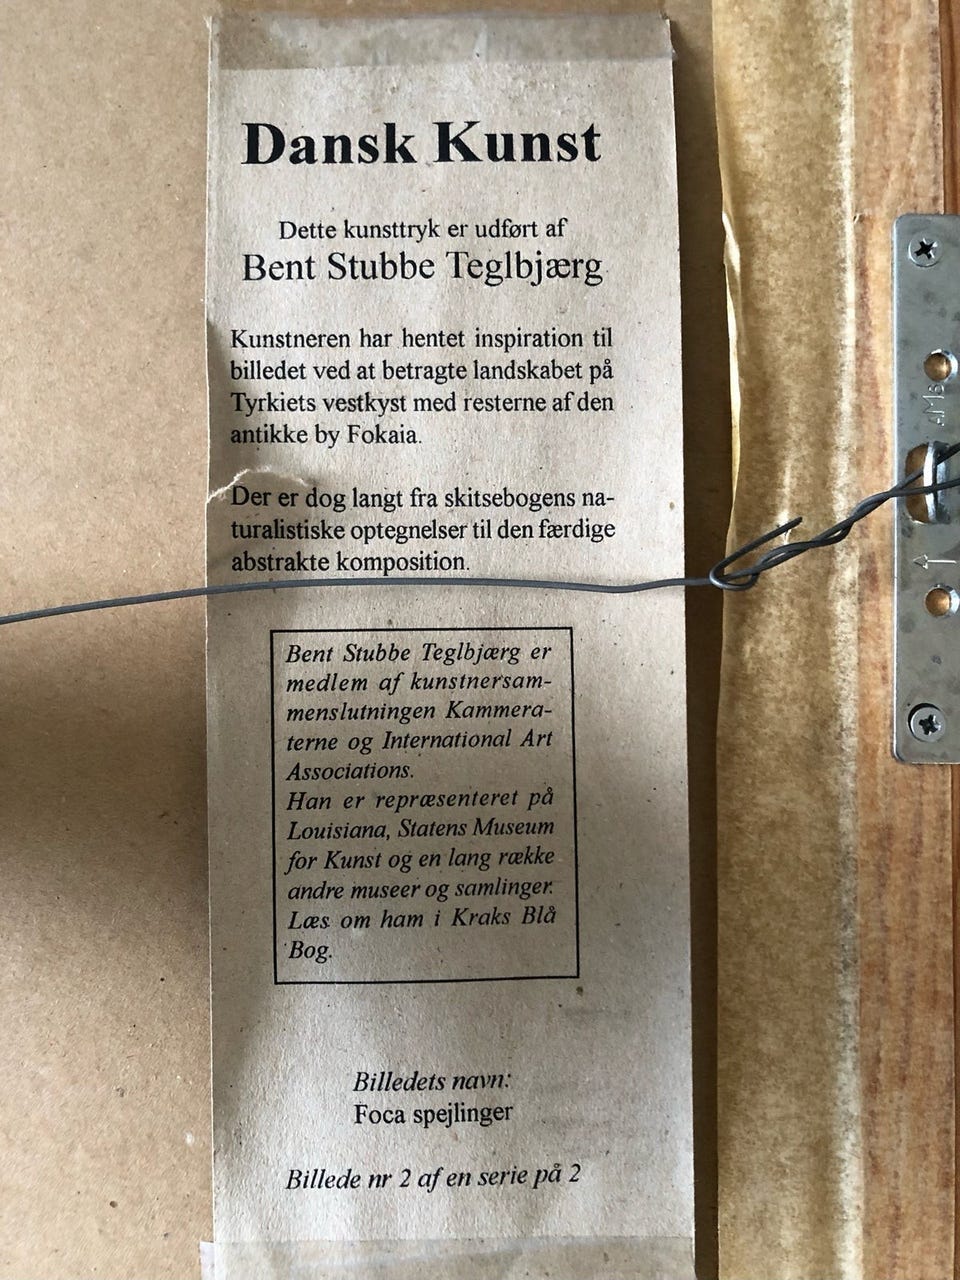 Dansk Kunst
Dette kunsttryk er udført af
Bent Stubbe Teglbjærg
Kunstneren har hentet inspiration til
billedet ved at betragte landskabet på
Tyrkiets vestkyst med resterne af den
antikke by Fokaia.
Der er dog langt fra skitsebogens na-
turalistiske optegnelser til den færdige
abstrakte komposition.
Bent Stubbe Teglbjærg er
medlem af kunstnersam-
menslutningen Kammera-
terne og International Art
Associations.
Han er repræsenteret på
Louisiana, Statens Museum
for Kunst og en lang række
andre museer og samlinger.
Læs om ham i Kraks Blå
Bog.
Billedets navn:
Foca spejlinger
Billede nr 2 af en serie på 2